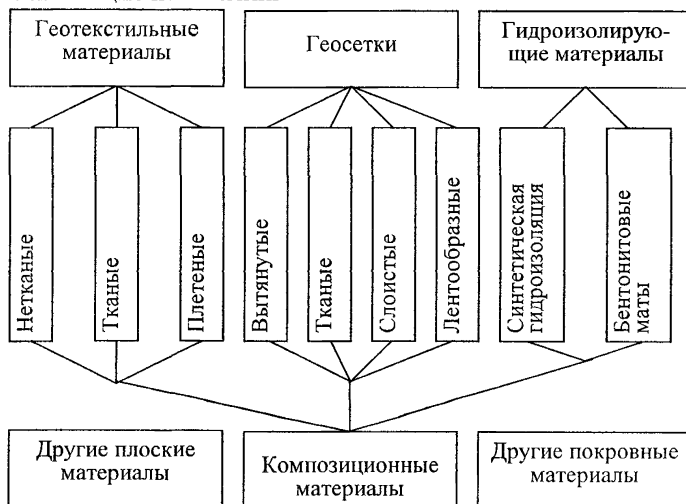 Геотекстильные
материалы
Геосетки
Гидроизолирую-
щие материалы
Нетканые
Тканые
Плетеные
Вытянутые
Тканые
Слоистые
Лентообразные
Синтетическая
гидроизоляция
Бентонитовые
маты
Другие плоские
материалы
Композиционные
материалы
Другие покровные
материалы